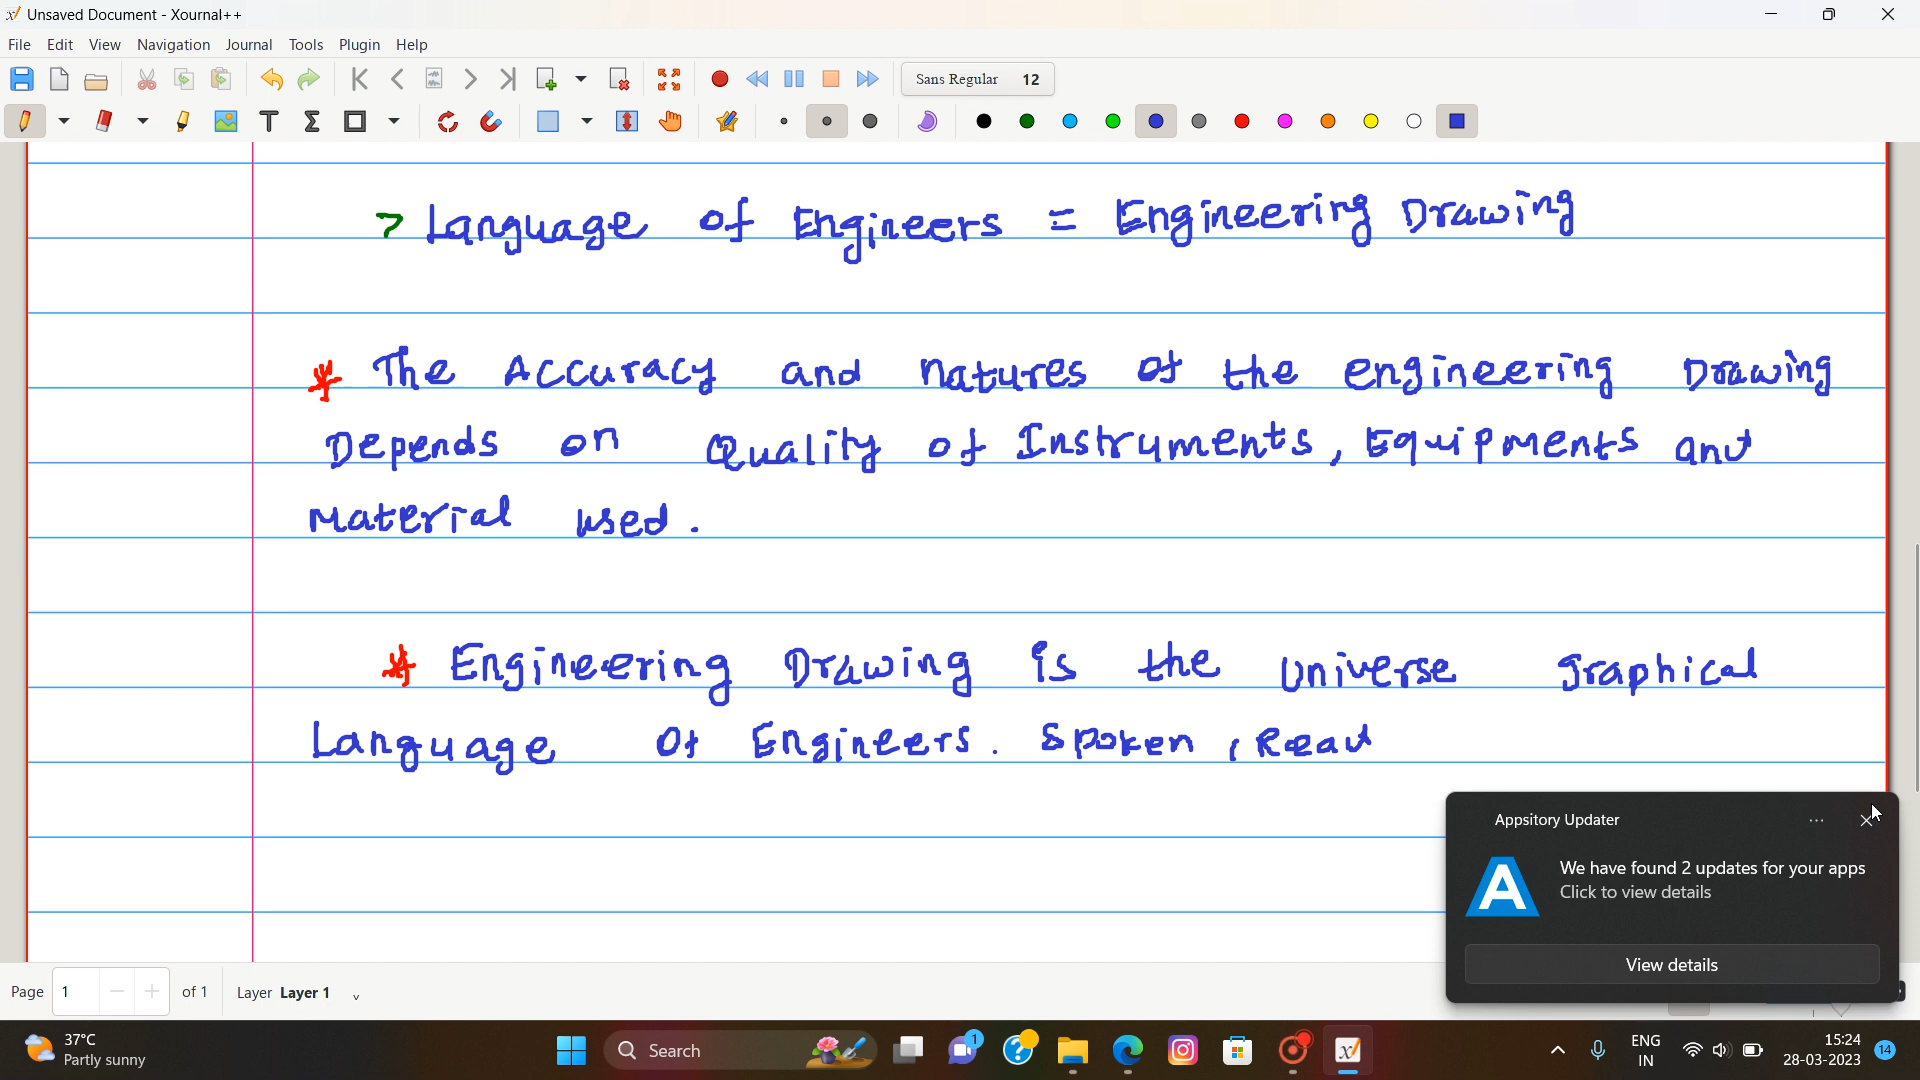 Unsaved Document - Xournal++
File Edit View Navigation Journal Tools Plugin Help
Sans Regular 12
> Language of Engineers = Engineering Drawing
* The Accuracy and Natures of the engineering Drawing
Depends on Quality of Instruments, Equipments and
Material used.
* Engineering Drawing is the Universe graphical
Language Of Engineers. Spoken, Read
Appsitory Updater
We have found 2 updates for your apps
Click to view details
View details
Page 1 of 1 Layer Layer 1
37°C
Partly sunny
Search
1
ENG
IN
15:24
28-03-2023
14